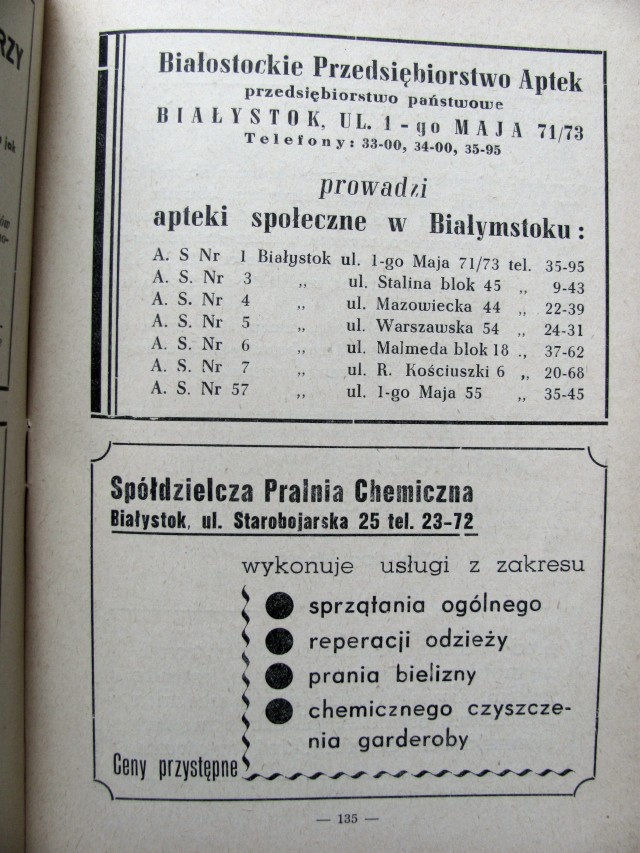 RZY
jak
Białostockie Przedsiębiorstwo Aptek
przedsiębiorstwo państwowe
BIAŁYSTOK, UL. 1-go MAJA 71/73
Telefony: 33-00, 34-00, 35-95
prowadzi
apteki społeczne w Białymstoku:
A. S Nr 1 Białystok ul. 1-go Maja 71/73 tel. 35-95
A. S. Nr 3 „ ul. Stalina blok 45 „ 9-43
A. S. Nr 4 „ ul. Mazowiecka 44 „ 22-39
A. S. Nr 5 „ ul. Warszawska 54 „ 24-31
A. S. Nr 6 „ ul. Malmeda blok 18 „ 37-62
A. S. Nr 7 „ ul. R. Kościuszki 6 „ 20-68
A. S. Nr 57 „ ul. 1-go Maja 55 „ 35-45
Spółdzielcza Pralnia Chemiczna
Białystok, ul. Starobojarska 25 tel. 23-72
wykonuje usługi z zakresu
● sprzątania ogólnego
● reperacji odzieży
● prania bielizny
● chemicznego czyszcze-
nia garderoby
Ceny przystępne
— 135 —